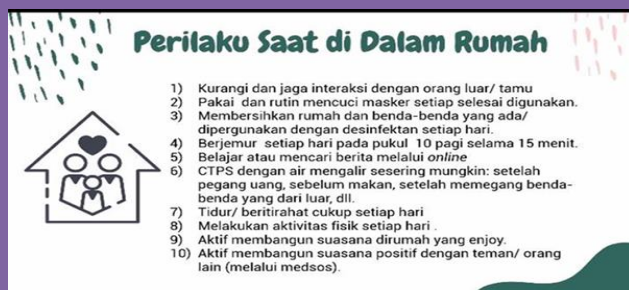 Perilaku Saat di Dalam Rumah
1) Kurangi dan jaga interaksi dengan orang luar/ tamu
2) Pakai dan rutin mencuci masker setiap selesai digunakan.
3) Membersihkan rumah dan benda-benda yang ada/
dipergunakan dengan desinfektan setiap hari.
4) Berjemur setiap hari pada pukul 10 pagi selama 15 menit.
5) Belajar atau mencari berita melalui online
6) CTPS dengan air mengalir sesering mungkin: setelah
pegang uang, sebelum makan, setelah memegang benda-
benda yang dari luar, dll.
7) Tidur/ beritirahat cukup setiap hari
8) Melakukan aktivitas fisik setiap hari .
9) Aktif membangun suasana dirumah yang enjoy.
10) Aktif membangun suasana positif dengan teman/ orang
lain (melalui medsos).